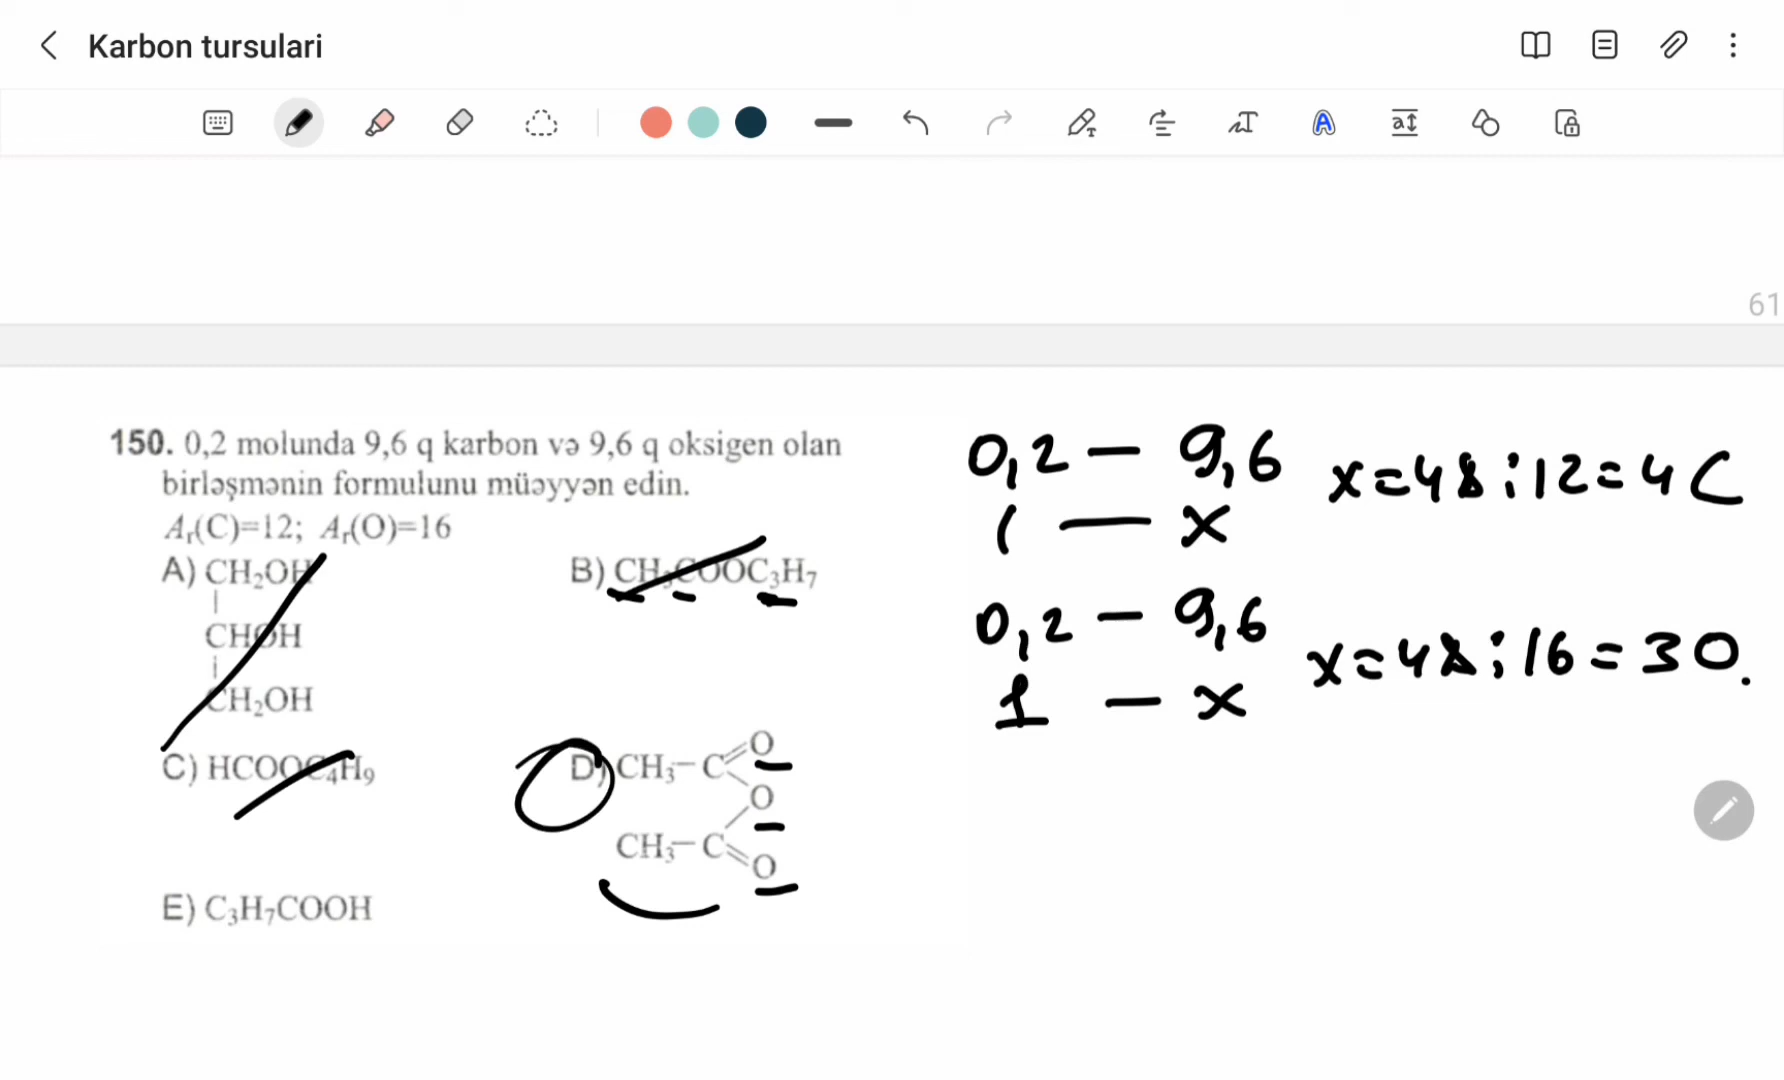 Karbon tursulari
61
150. 0,2 molunda 9,6 q karbon və 9,6 q oksigen olan
birləşmənin formulunu müəyyən edin.
Aᵣ(C)=12; Aᵣ(O)=16
A) CH₂OH
CHOH
CH₂OH
B) CH₃COOC₃H₇
C) HCOOC₄H₉
D) CH₃–C=O
O
CH₃–C=O
E) C₃H₇COOH
0,2 – 9,6
1 – x
x=48:12=4C
0,2 – 9,6
1 – x
x=48:16=3O.